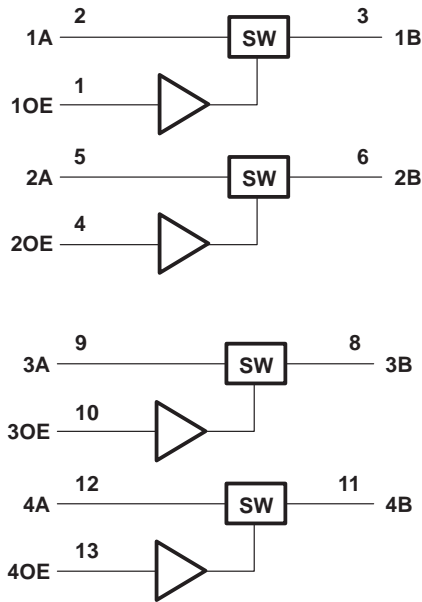 2 3
1A SW 1B
1
1OE
5 6
2A SW 2B
4
2OE
9 8
3A SW 3B
10
3OE
12 11
4A SW 4B
13
4OE